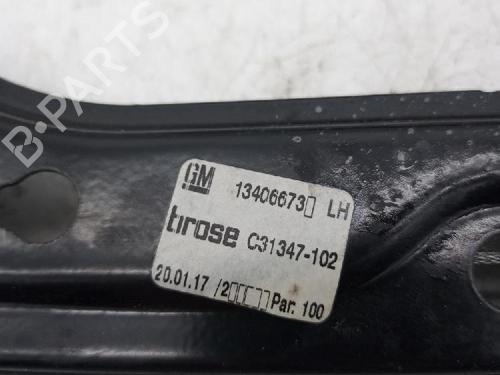 B-PARTS
GM 13406673▯ LH
tirose C31347-102
20.01.17 /2▯▯▯▯ Par. 100